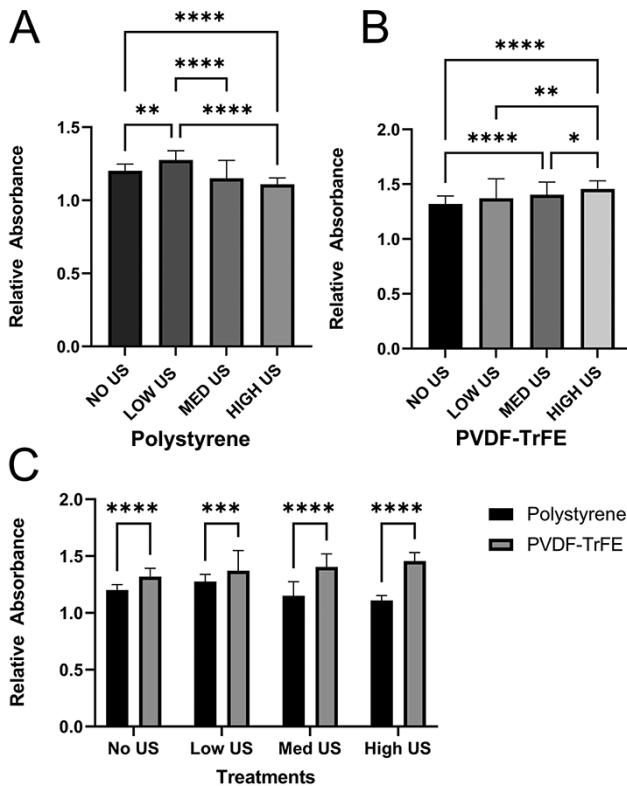 A
B
****
****
** ****
****
**
**** *
Relative Absorbance
1.5
1.0
0.5
0.0
NO US
LOW US
MED US
HIGH US
Polystyrene
Relative Absorbance
2.0
1.5
1.0
0.5
0.0
NO US
LOW US
MED US
HIGH US
PVDF-TrFE
C
Relative Absorbance
2.0
1.5
1.0
0.5
0.0
**** *** **** ****
No US Low US Med US High US
Treatments
Polystyrene
PVDF-TrFE